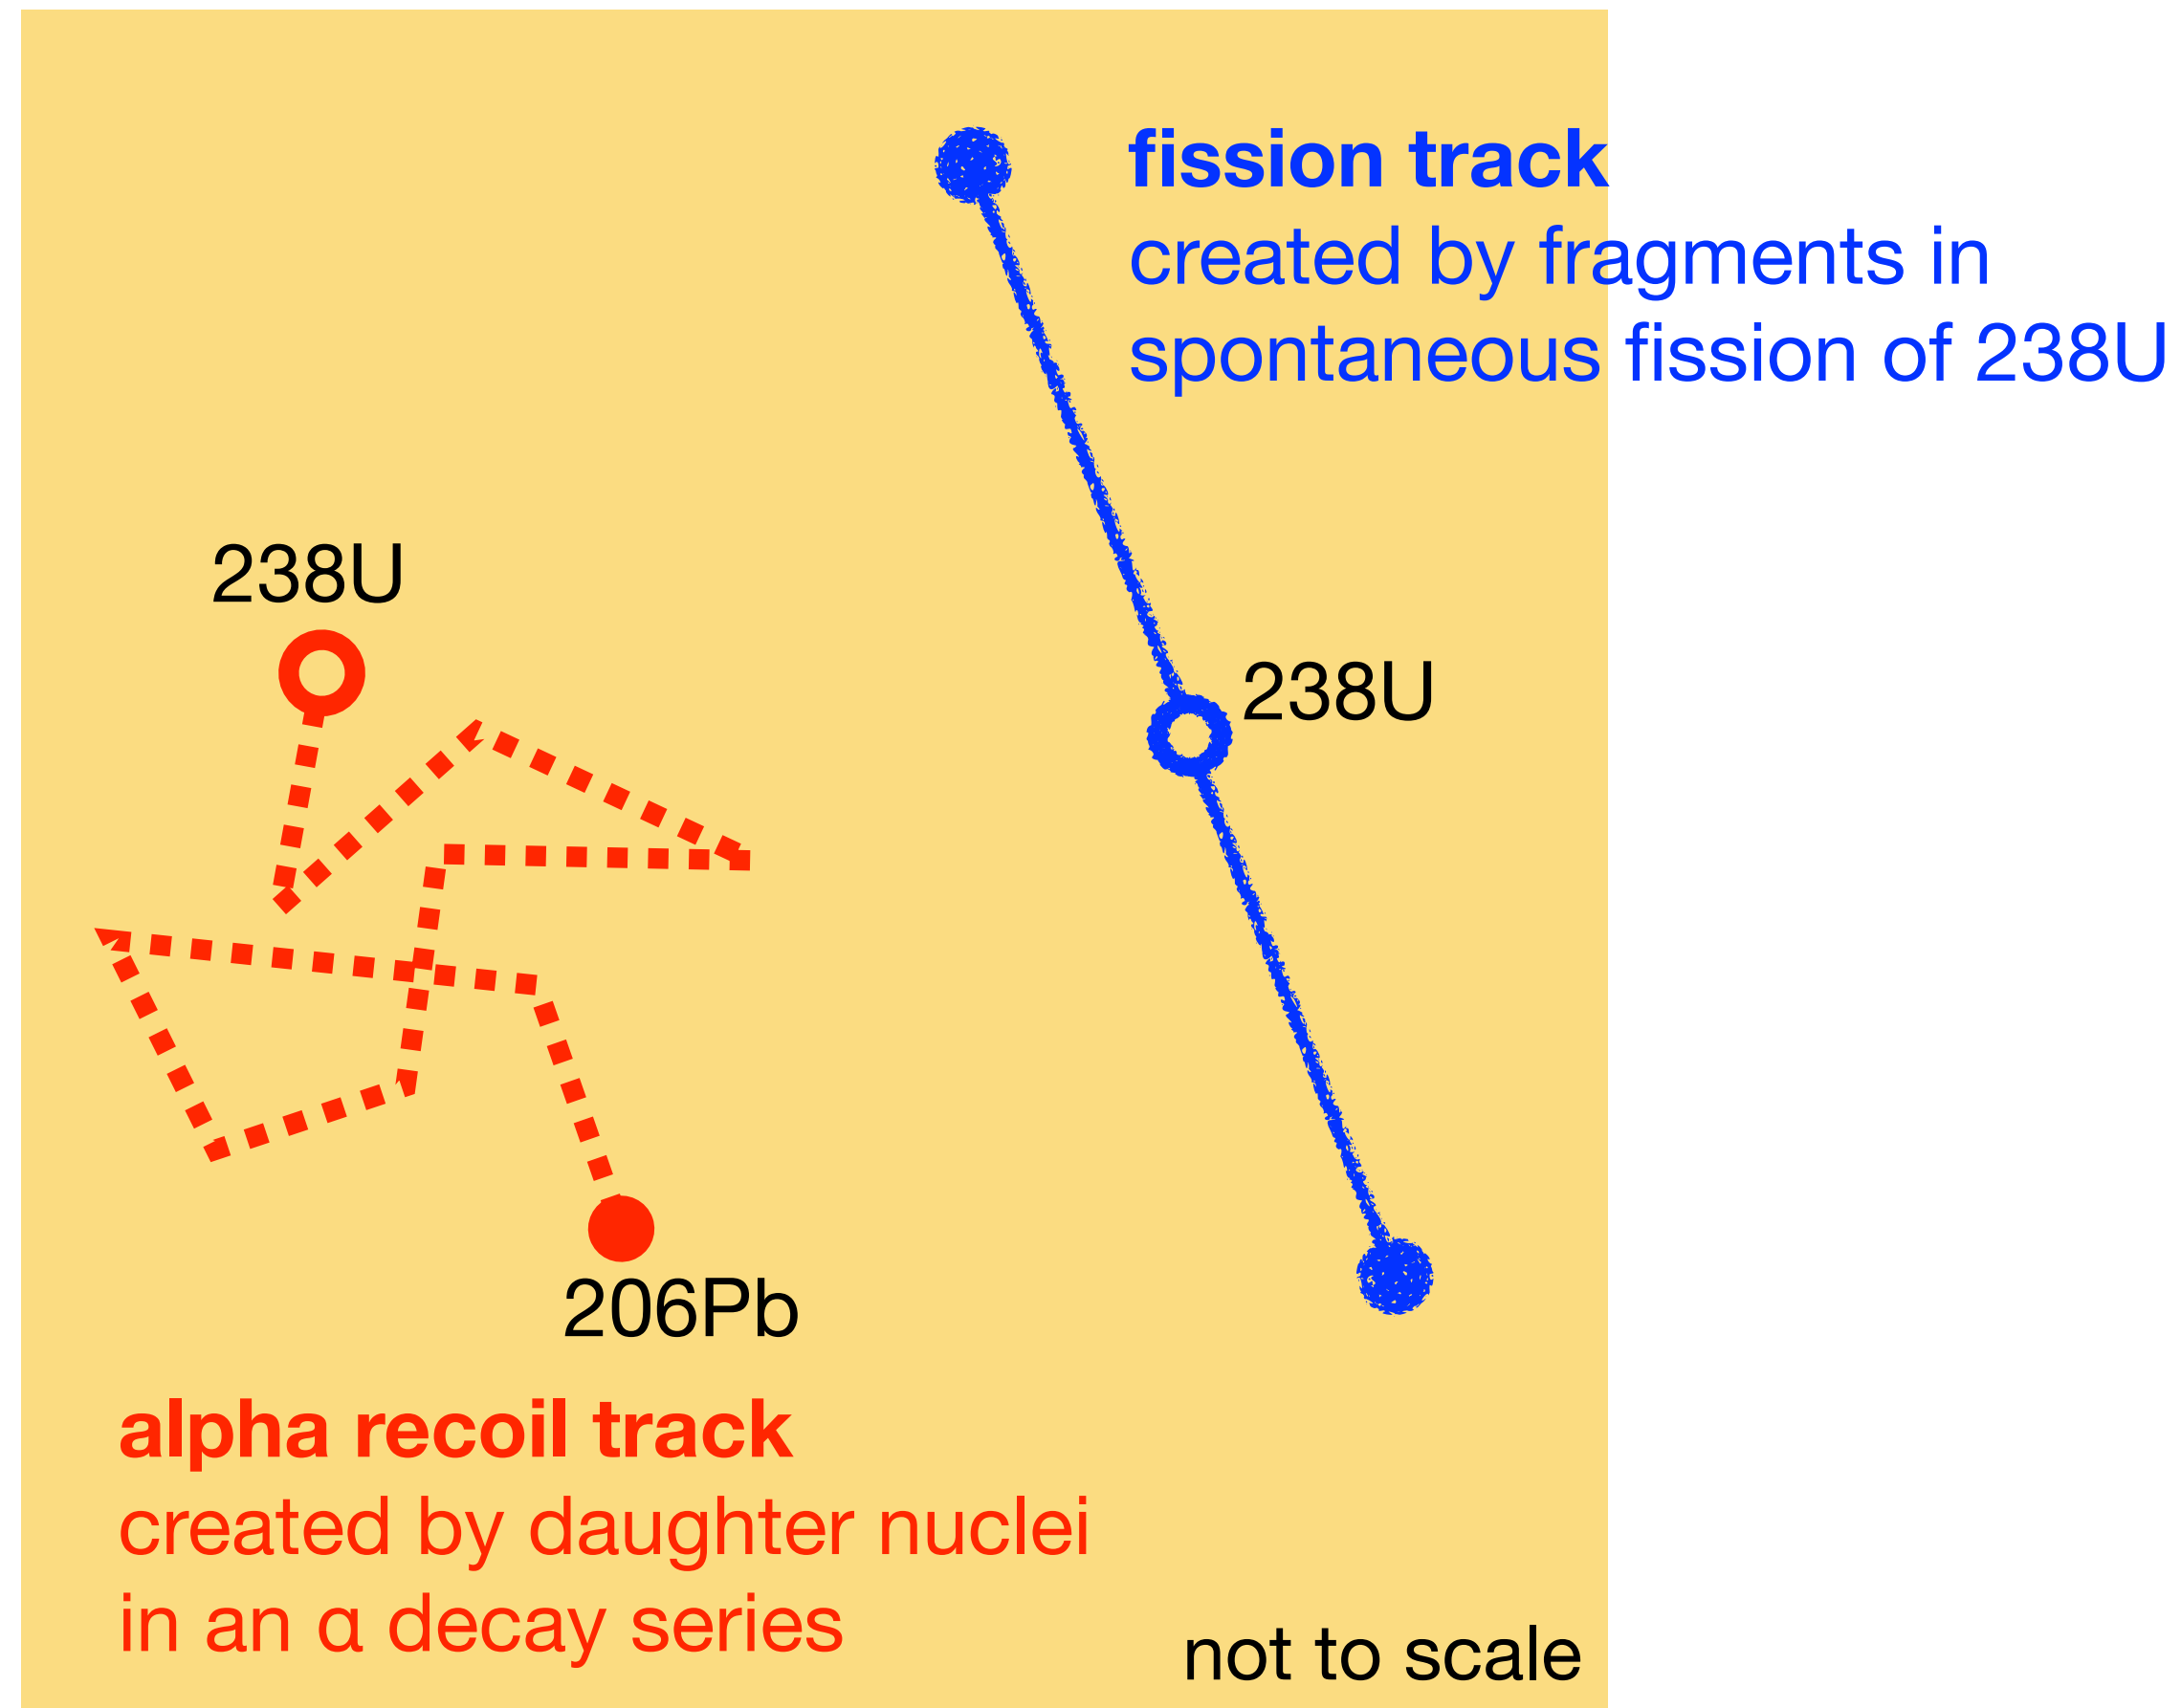 fission track
created by fragments in
spontaneous fission of 238U
238U
238U
206Pb
alpha recoil track
created by daughter nuclei
in an α decay series
not to scale